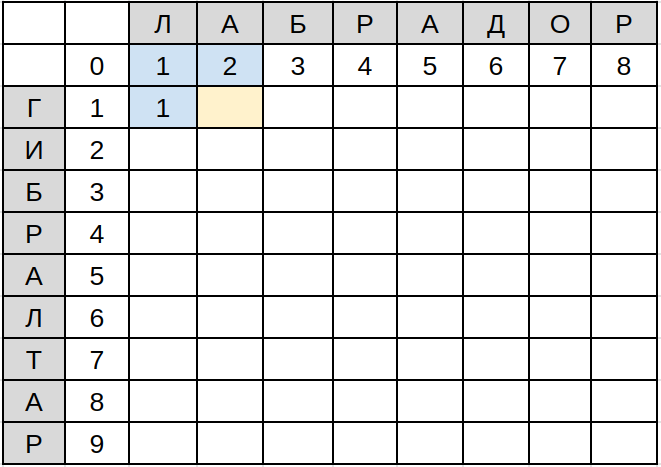 Л А Б Р А Д О Р
0 1 2 3 4 5 6 7 8
Г 1 1
И 2
Б 3
Р 4
А 5
Л 6
Т 7
А 8
Р 9